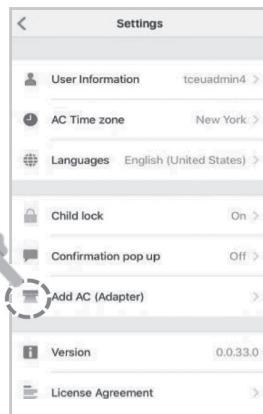 Settings
User Information tceuadmin4
AC Time zone New York
Languages English (United States)
Child lock On
Confirmation pop up Off
Add AC (Adapter)
Version 0.0.33.0
License Agreement